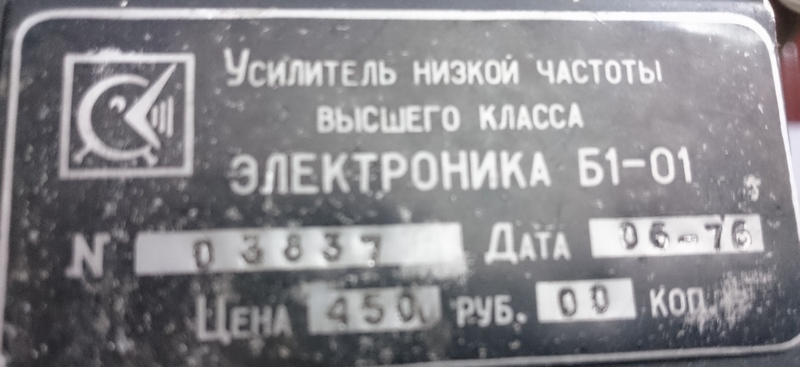 Усилитель низкой частоты
высшего класса
Электроника Б1-01
N 03837 Дата 06-76
Цена 450 руб. 00 коп.